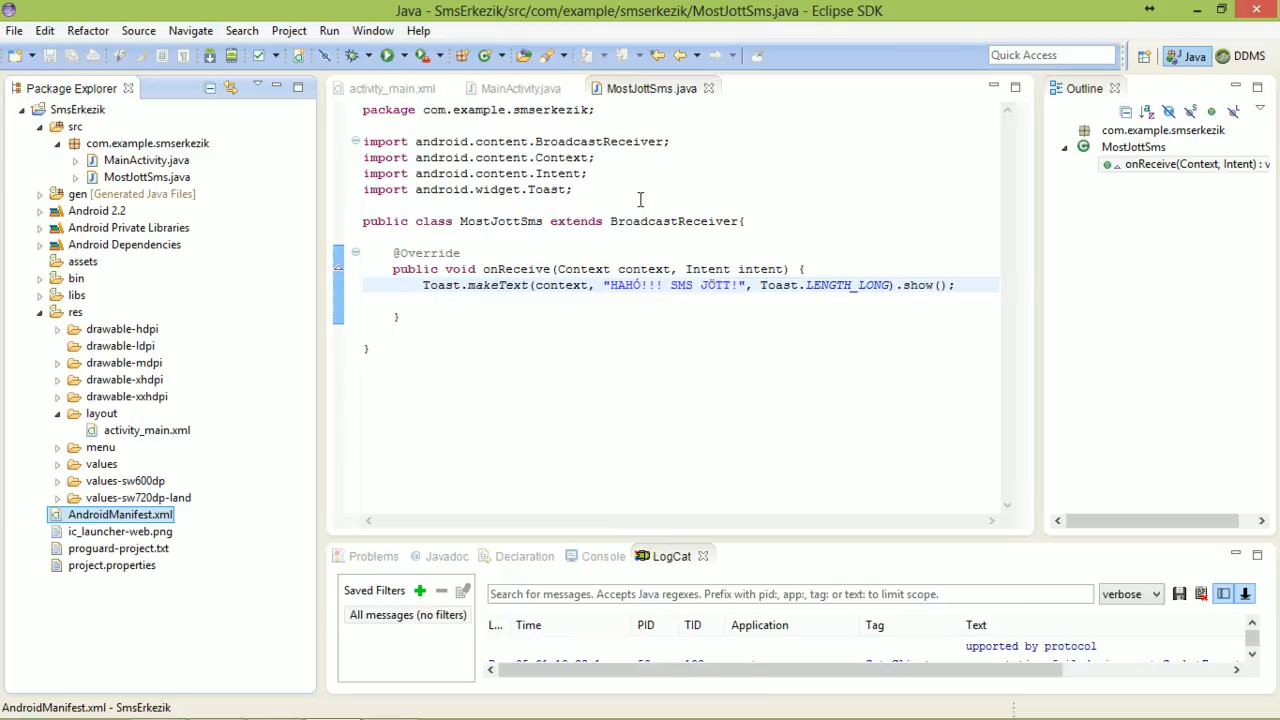 Java - SmsErkezik/src/com/example/smserkezik/MostJottSms.java - Eclipse SDK
File Edit Refactor Source Navigate Search Project Run Window Help
Quick Access Java DDMS
Package Explorer
SmsErkezik
src
com.example.smserkezik
MainActivity.java
MostJottSms.java
gen [Generated Java Files]
Android 2.2
Android Private Libraries
Android Dependencies
assets
bin
libs
res
drawable-hdpi
drawable-ldpi
drawable-mdpi
drawable-xhdpi
drawable-xxhdpi
layout
activity_main.xml
menu
values
values-sw600dp
values-sw720dp-land
AndroidManifest.xml
ic_launcher-web.png
proguard-project.txt
project.properties
activity_main.xml MainActivity.java MostJottSms.java
package com.example.smserkezik;
import android.content.BroadcastReceiver;
import android.content.Context;
import android.content.Intent;
import android.widget.Toast;
public class MostJottSms extends BroadcastReceiver{
@Override
public void onReceive(Context context, Intent intent) {
Toast.makeText(context, "HAHÓ!!! SMS JÖTT!", Toast.LENGTH_LONG).show();
}
}
Outline
com.example.smserkezik
MostJottSms
onReceive(Context, Intent) : v
Problems Javadoc Declaration Console LogCat
Saved Filters
All messages (no filters)
Search for messages. Accepts Java regexes. Prefix with pid:, app:, tag: or text: to limit scope. verbose
L... Time PID TID Application Tag Text
upported by protocol
AndroidManifest.xml - SmsErkezik